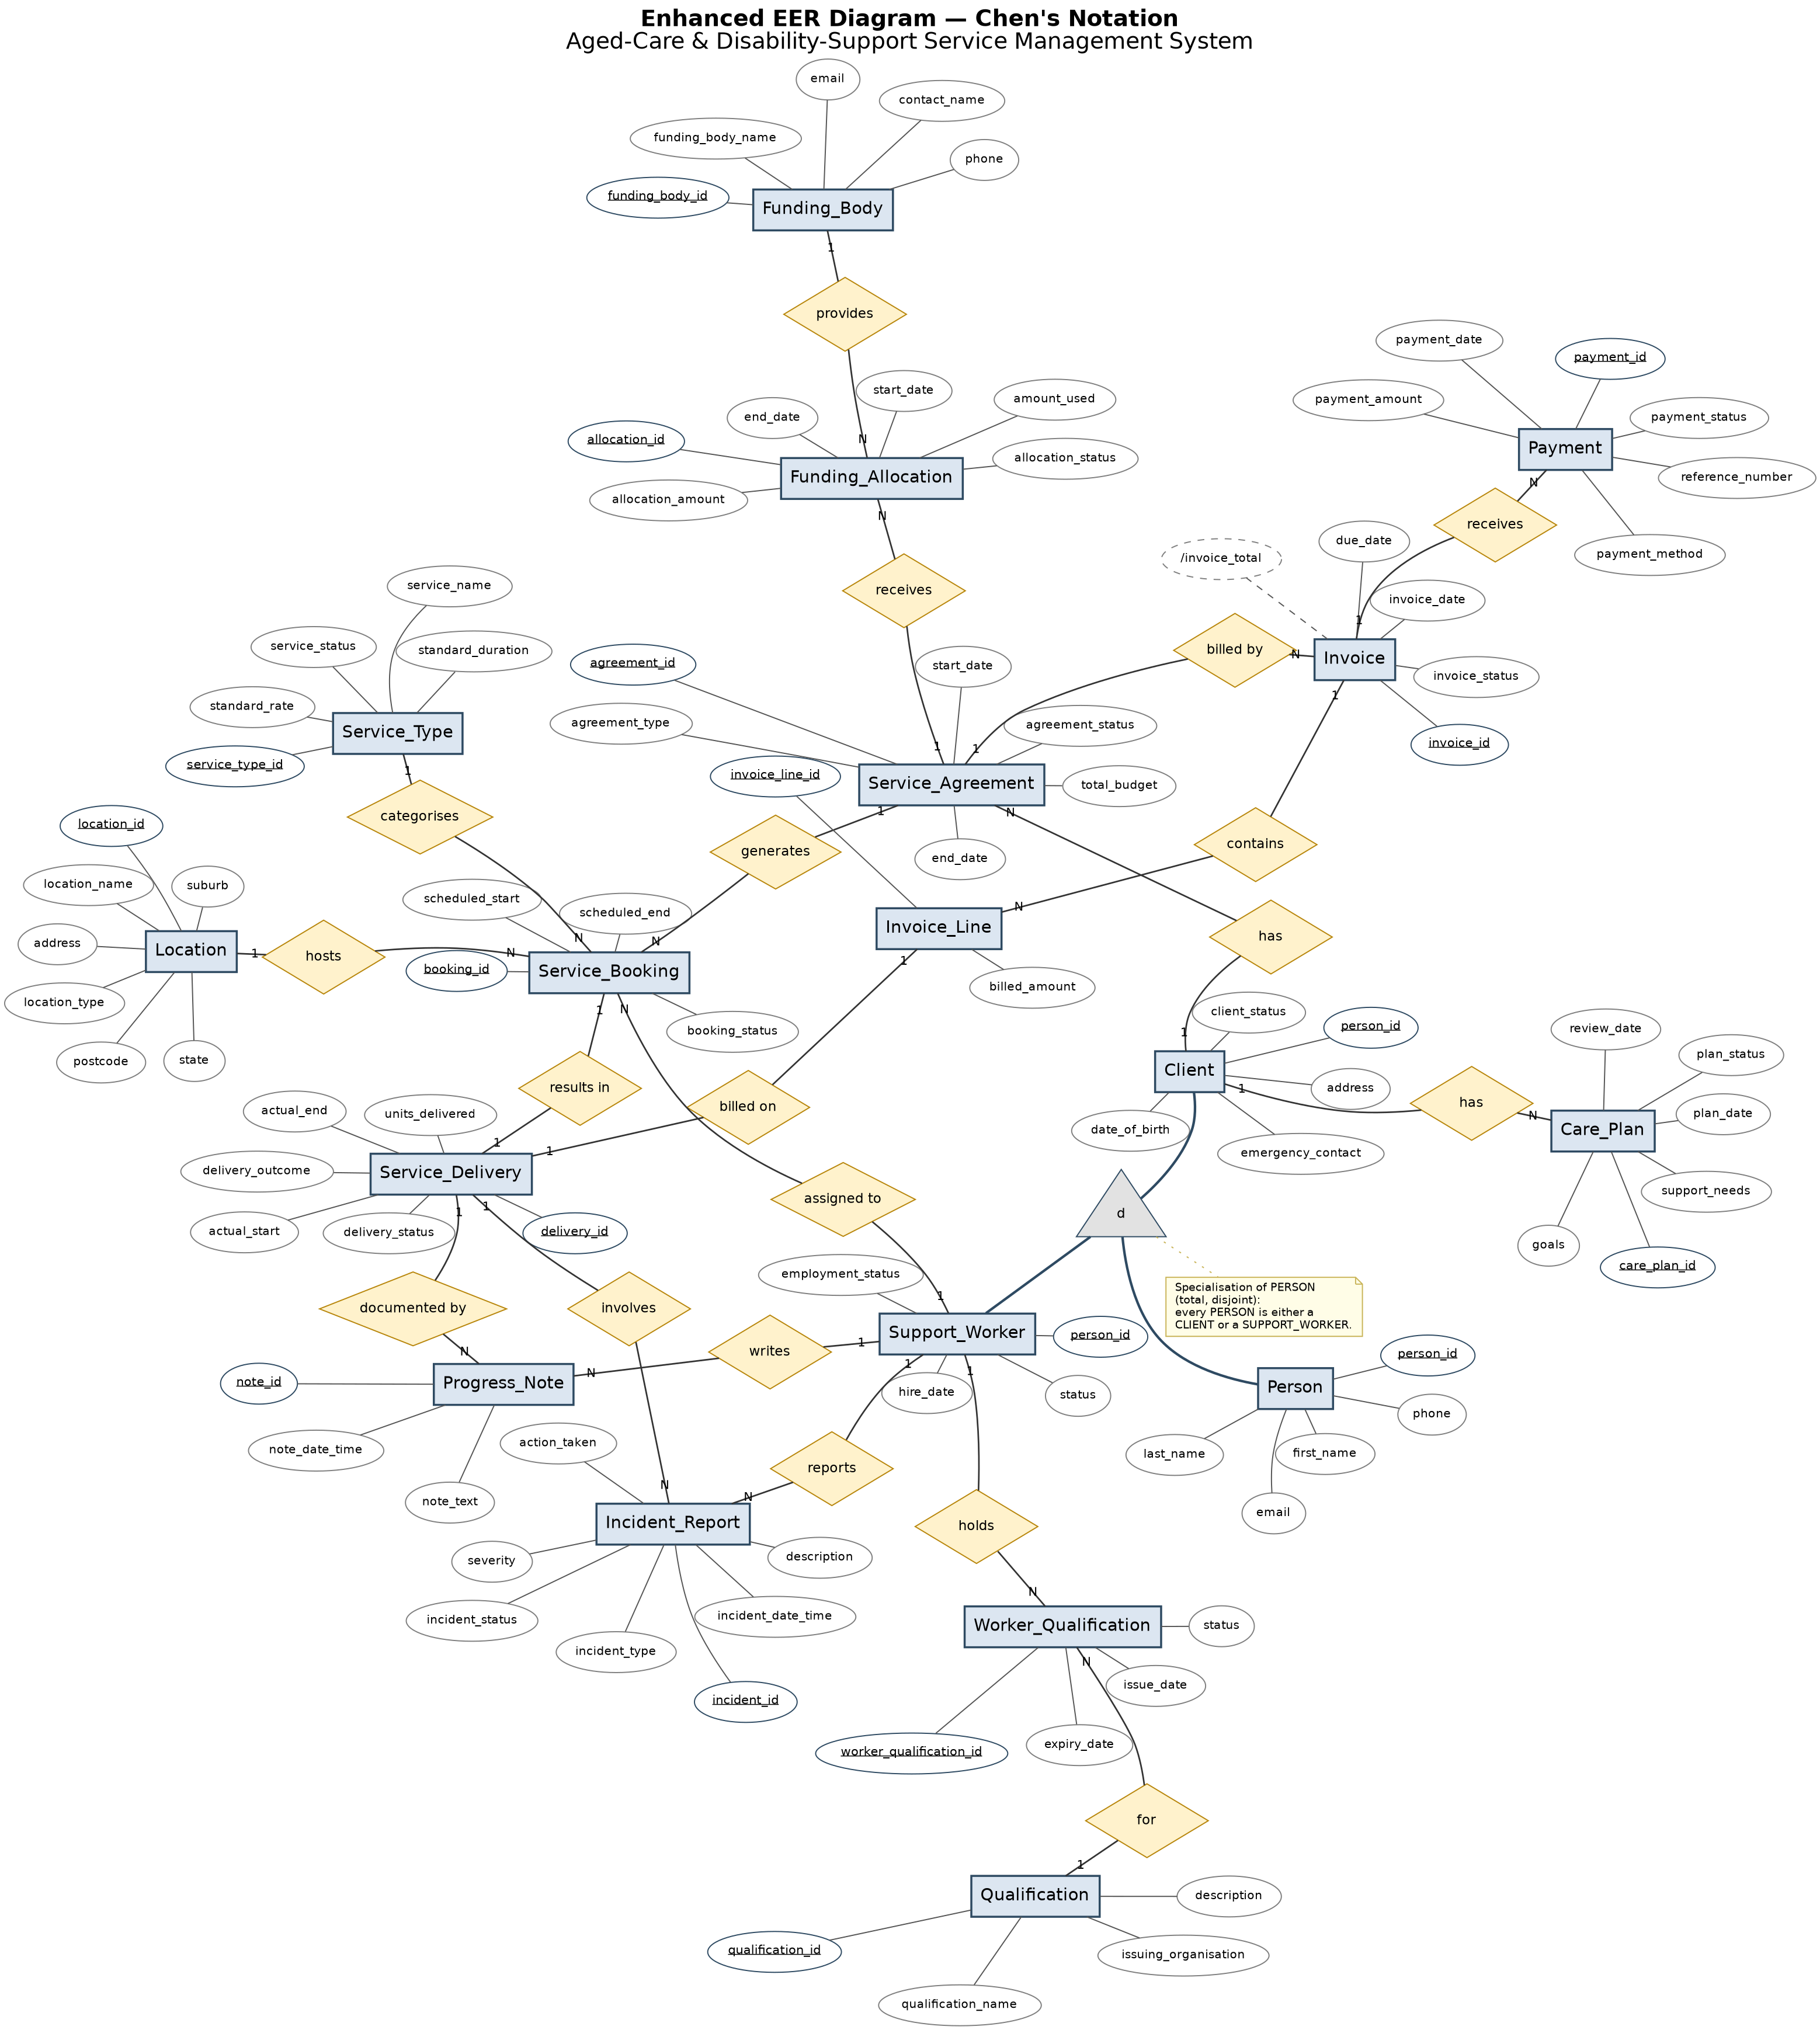 Enhanced EER Diagram — Chen's Notation
Aged-Care & Disability-Support Service Management System
email
contact_name
funding_body_name
phone
funding_body_id
Funding_Body
1
provides
payment_date
payment_id
start_date
amount_used
payment_amount
end_date
payment_status
allocation_id
N
Payment
allocation_status
Funding_Allocation
reference_number
allocation_amount
N
N
receives
due_date
payment_method
/invoice_total
service_name
receives
invoice_date
1
service_status
standard_duration
billed by
N
Invoice
agreement_id
start_date
invoice_status
1
standard_rate
agreement_type
agreement_status
Service_Type
1
1
invoice_id
service_type_id
1
invoice_line_id
Service_Agreement
total_budget
1
N
categorises
location_id
generates
end_date
contains
location_name
suburb
scheduled_start
scheduled_end
N
address
Location
1
hosts
N
N
N
Invoice_Line
has
booking_id
Service_Booking
billed_amount
1
location_type
1
N
booking_status
client_status
person_id
review_date
postcode
state
1
plan_status
results in
Client
1
address
has
actual_end
units_delivered
billed on
N
plan_date
date_of_birth
Care_Plan
1
1
emergency_contact
delivery_outcome
Service_Delivery
support_needs
assigned to
1
1
d
actual_start
delivery_status
delivery_id
goals
care_plan_id
employment_status
Specialisation of PERSON
(total, disjoint):
every PERSON is either a
CLIENT or a SUPPORT_WORKER.
documented by
involves
1
Support_Worker
person_id
N
writes
1
person_id
1
1
note_id
Progress_Note
N
hire_date
status
Person
phone
note_date_time
action_taken
last_name
first_name
reports
N
N
note_text
email
Incident_Report
holds
severity
description
N
incident_status
incident_date_time
Worker_Qualification
status
incident_type
N
issue_date
incident_id
expiry_date
worker_qualification_id
for
1
Qualification
description
qualification_id
issuing_organisation
qualification_name